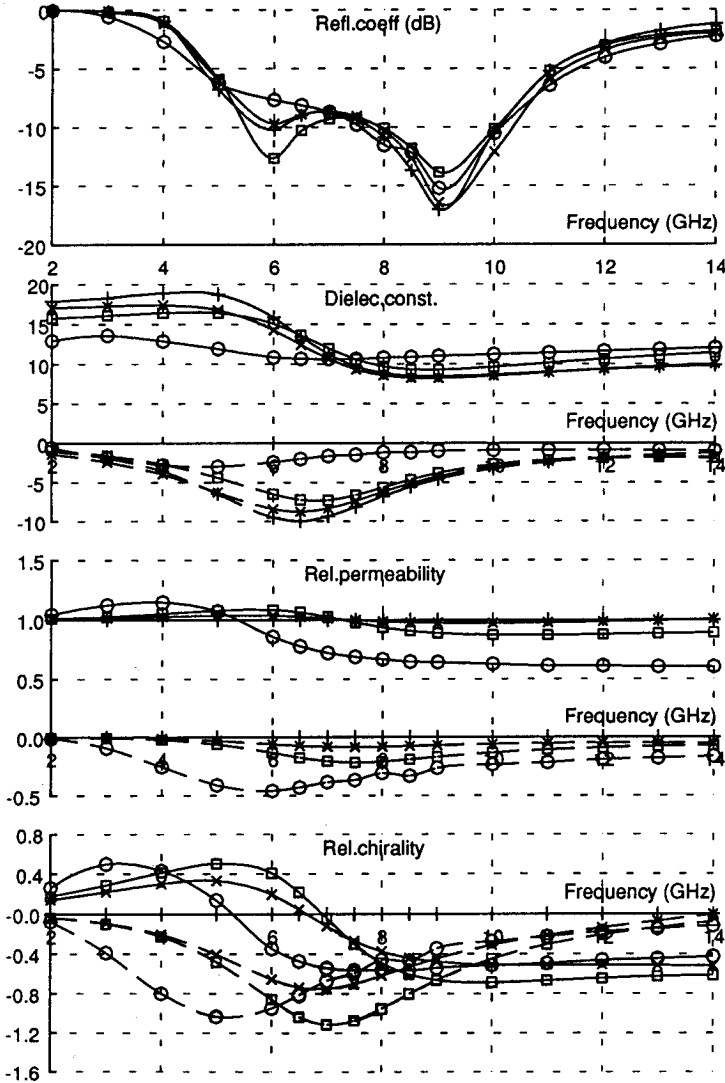 0
Refl.coeff (dB)
-5
-10
-15
Frequency (GHz)
-20
2 4 6 8 10 12 14
20
Dielec.const.
15
10
5
Frequency (GHz)
0
2 4 6 8 10 12 14
-5
-10
1.5
Rel.permeability
1.0
0.5
Frequency (GHz)
0.0
2 4 6 8 10 12 14
-0.5
0.8
Rel.chirality
0.4
Frequency (GHz)
-0.0
2 4 6 8 10 12 14
-0.4
-0.8
-1.2
-1.6